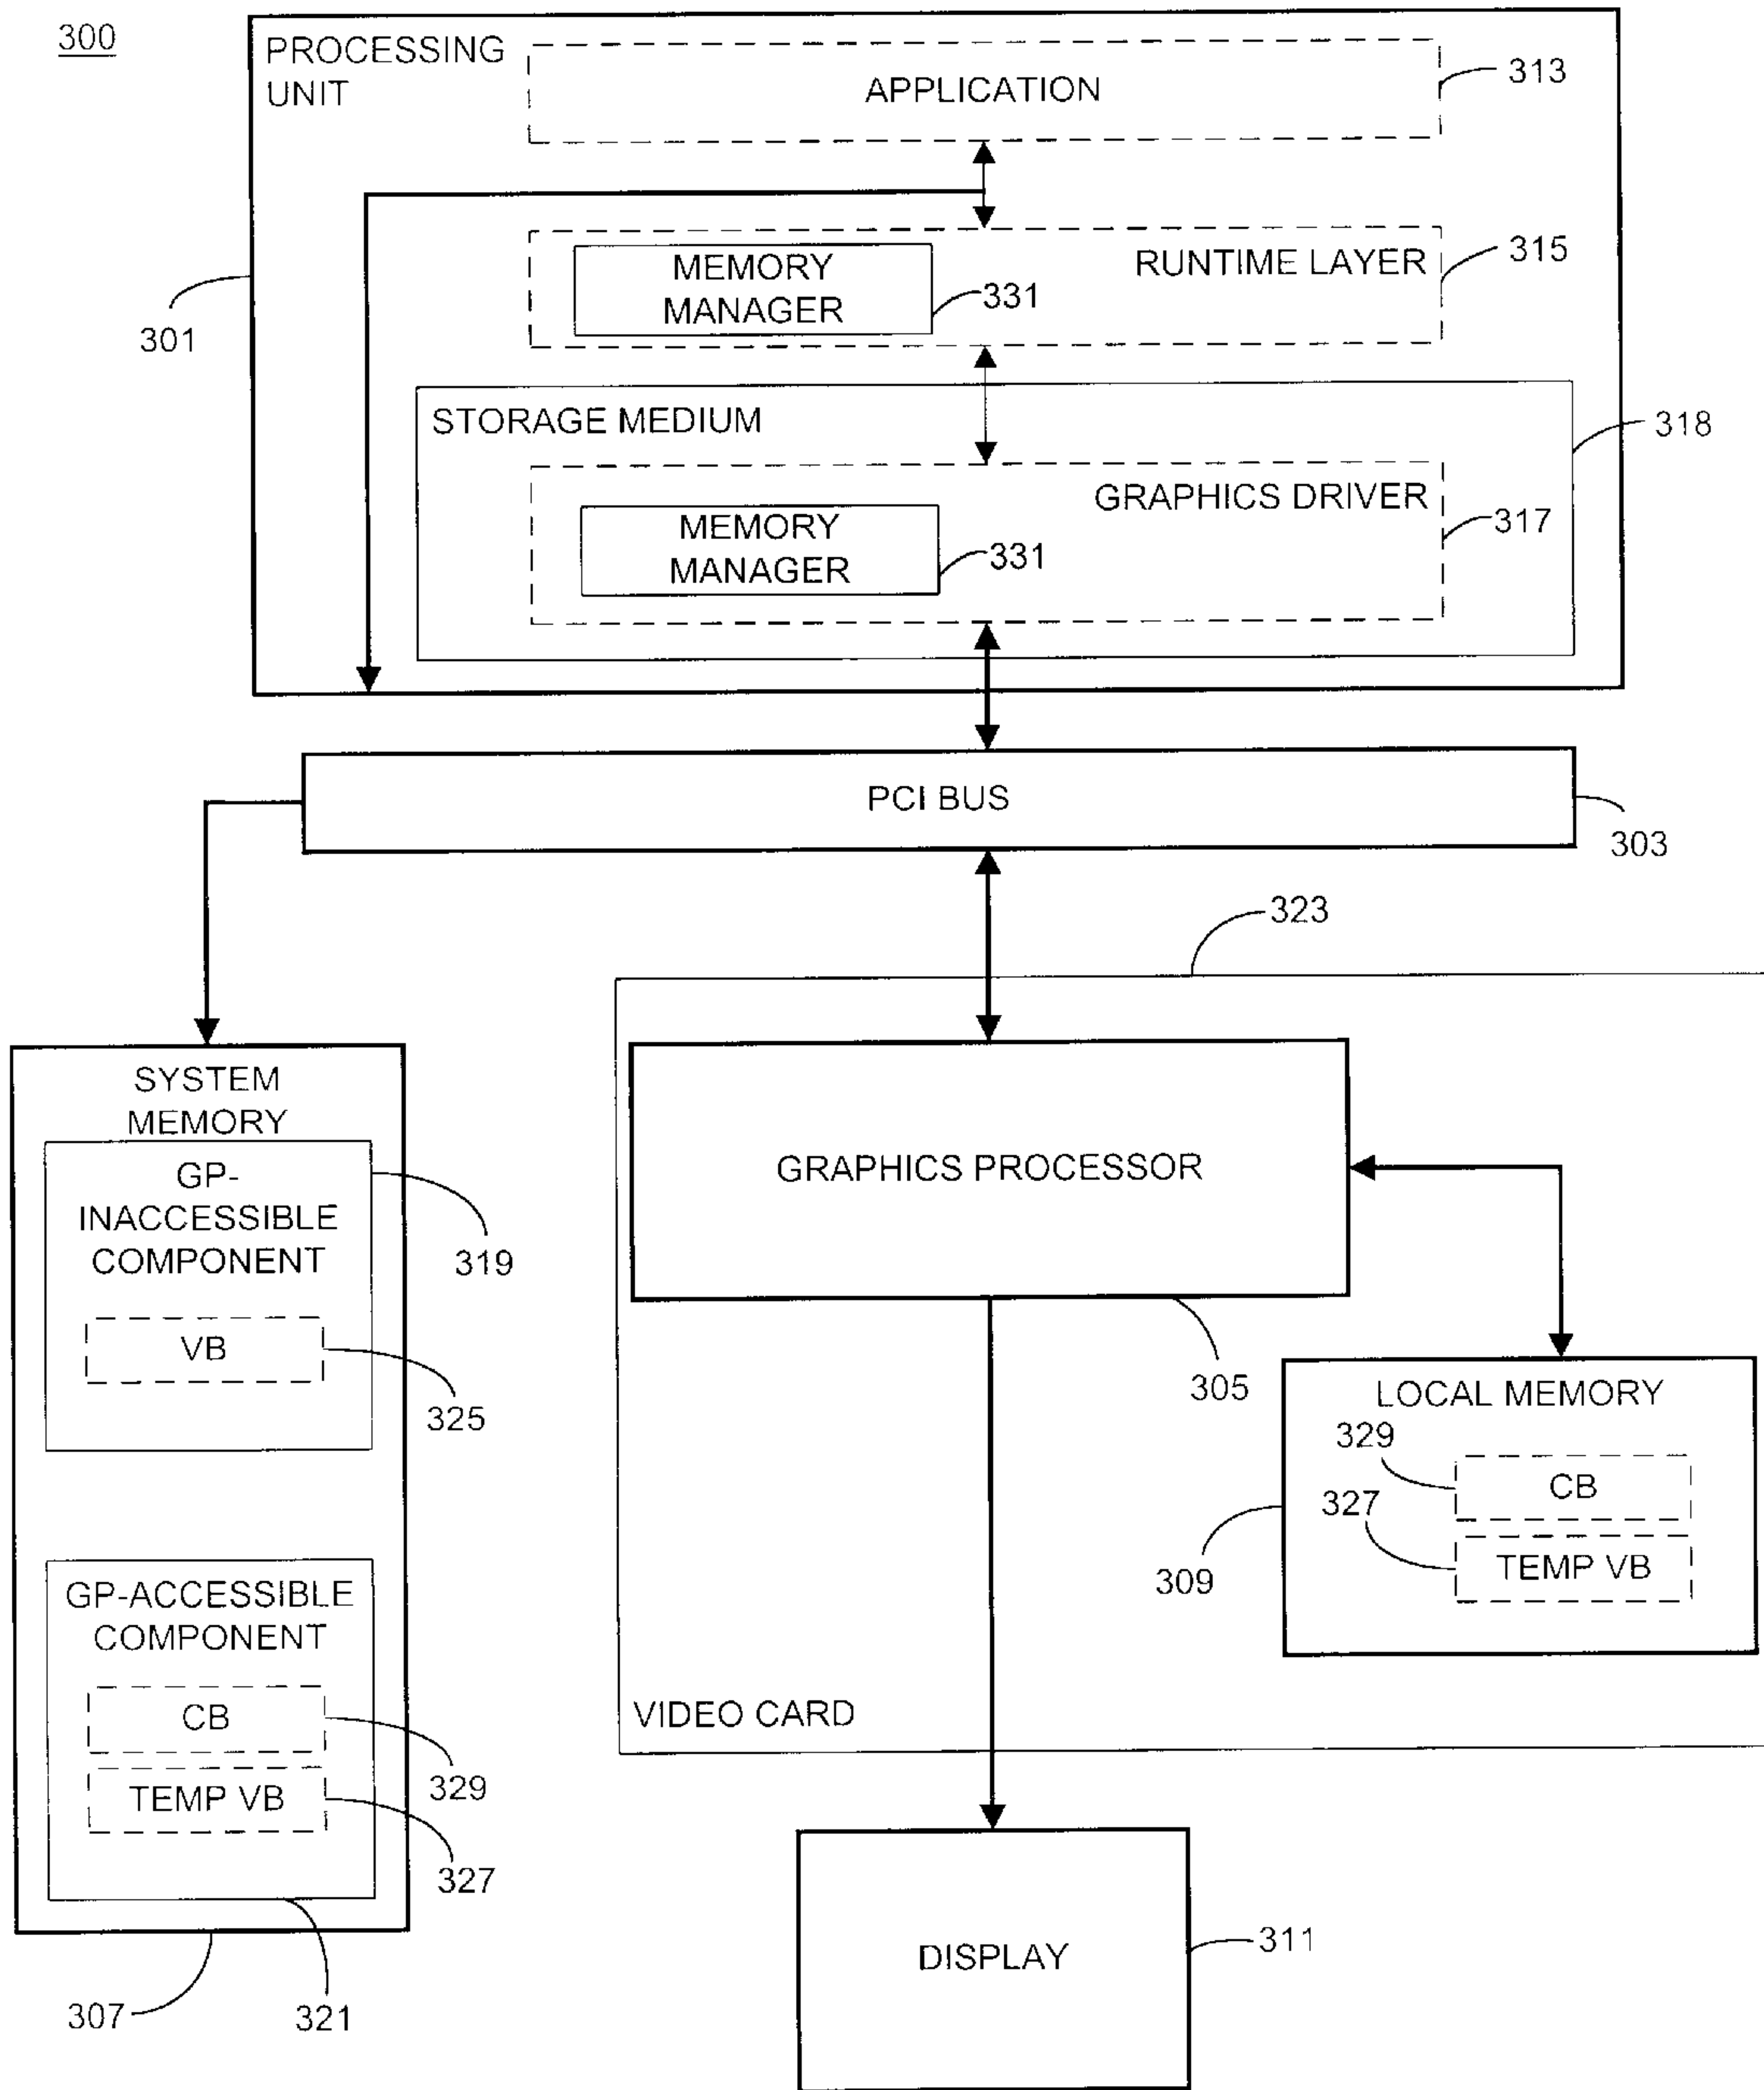 300
PROCESSING
UNIT
APPLICATION
313
RUNTIME LAYER
315
MEMORY
MANAGER
331
301
STORAGE MEDIUM
318
GRAPHICS DRIVER
317
MEMORY
MANAGER
331
PCI BUS
303
323
SYSTEM
MEMORY
GP-
INACCESSIBLE
COMPONENT
319
VB
325
GRAPHICS PROCESSOR
305
LOCAL MEMORY
329
CB
327
TEMP VB
309
GP-ACCESSIBLE
COMPONENT
CB
329
TEMP VB
327
VIDEO CARD
307
321
DISPLAY
311